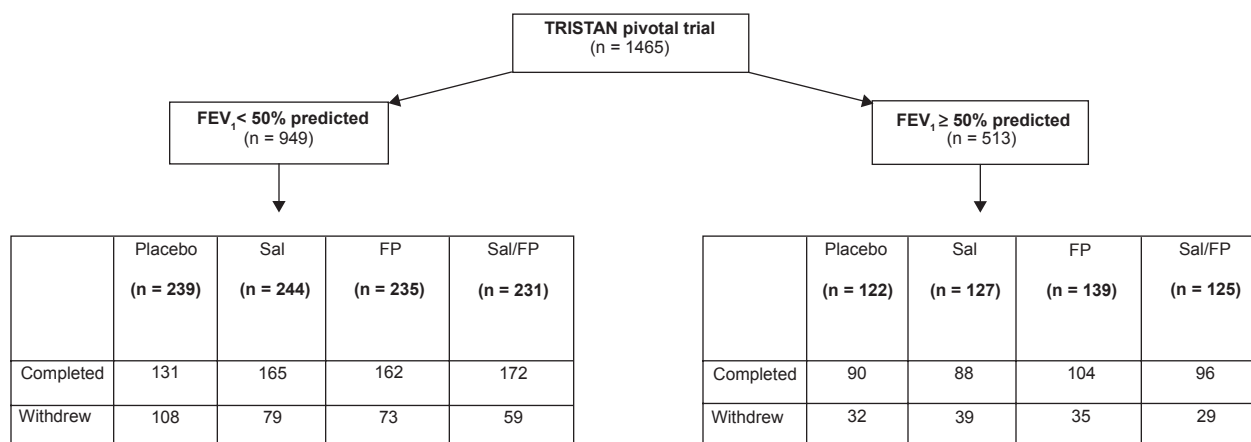 TRISTAN pivotal trial
(n = 1465)
FEV1< 50% predicted
(n = 949)
FEV1 ≥ 50% predicted
(n = 513)
Placebo Sal FP Sal/FP
(n = 239) (n = 244) (n = 235) (n = 231)
Completed 131 165 162 172
Withdrew 108 79 73 59
Placebo Sal FP Sal/FP
(n = 122) (n = 127) (n = 139) (n = 125)
Completed 90 88 104 96
Withdrew 32 39 35 29